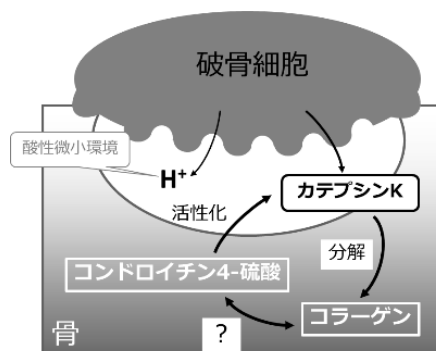 破骨細胞
酸性微小環境
H⁺
カテプシンK
活性化
分解
コンドロイチン4-硫酸
コラーゲン
骨
?